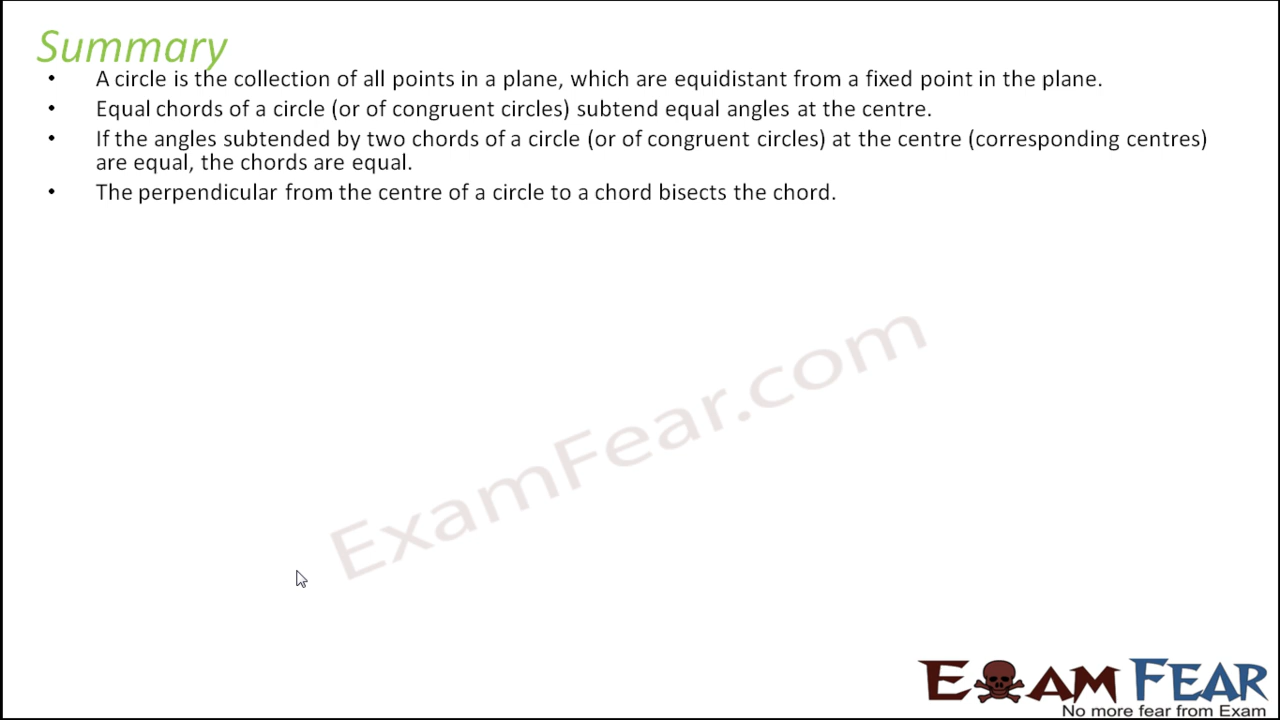 Summary
• A circle is the collection of all points in a plane, which are equidistant from a fixed point in the plane.
• Equal chords of a circle (or of congruent circles) subtend equal angles at the centre.
• If the angles subtended by two chords of a circle (or of congruent circles) at the centre (corresponding centres)
are equal, the chords are equal.
• The perpendicular from the centre of a circle to a chord bisects the chord.
ExamFear.com
EXAM FEAR
No more fear from Exam